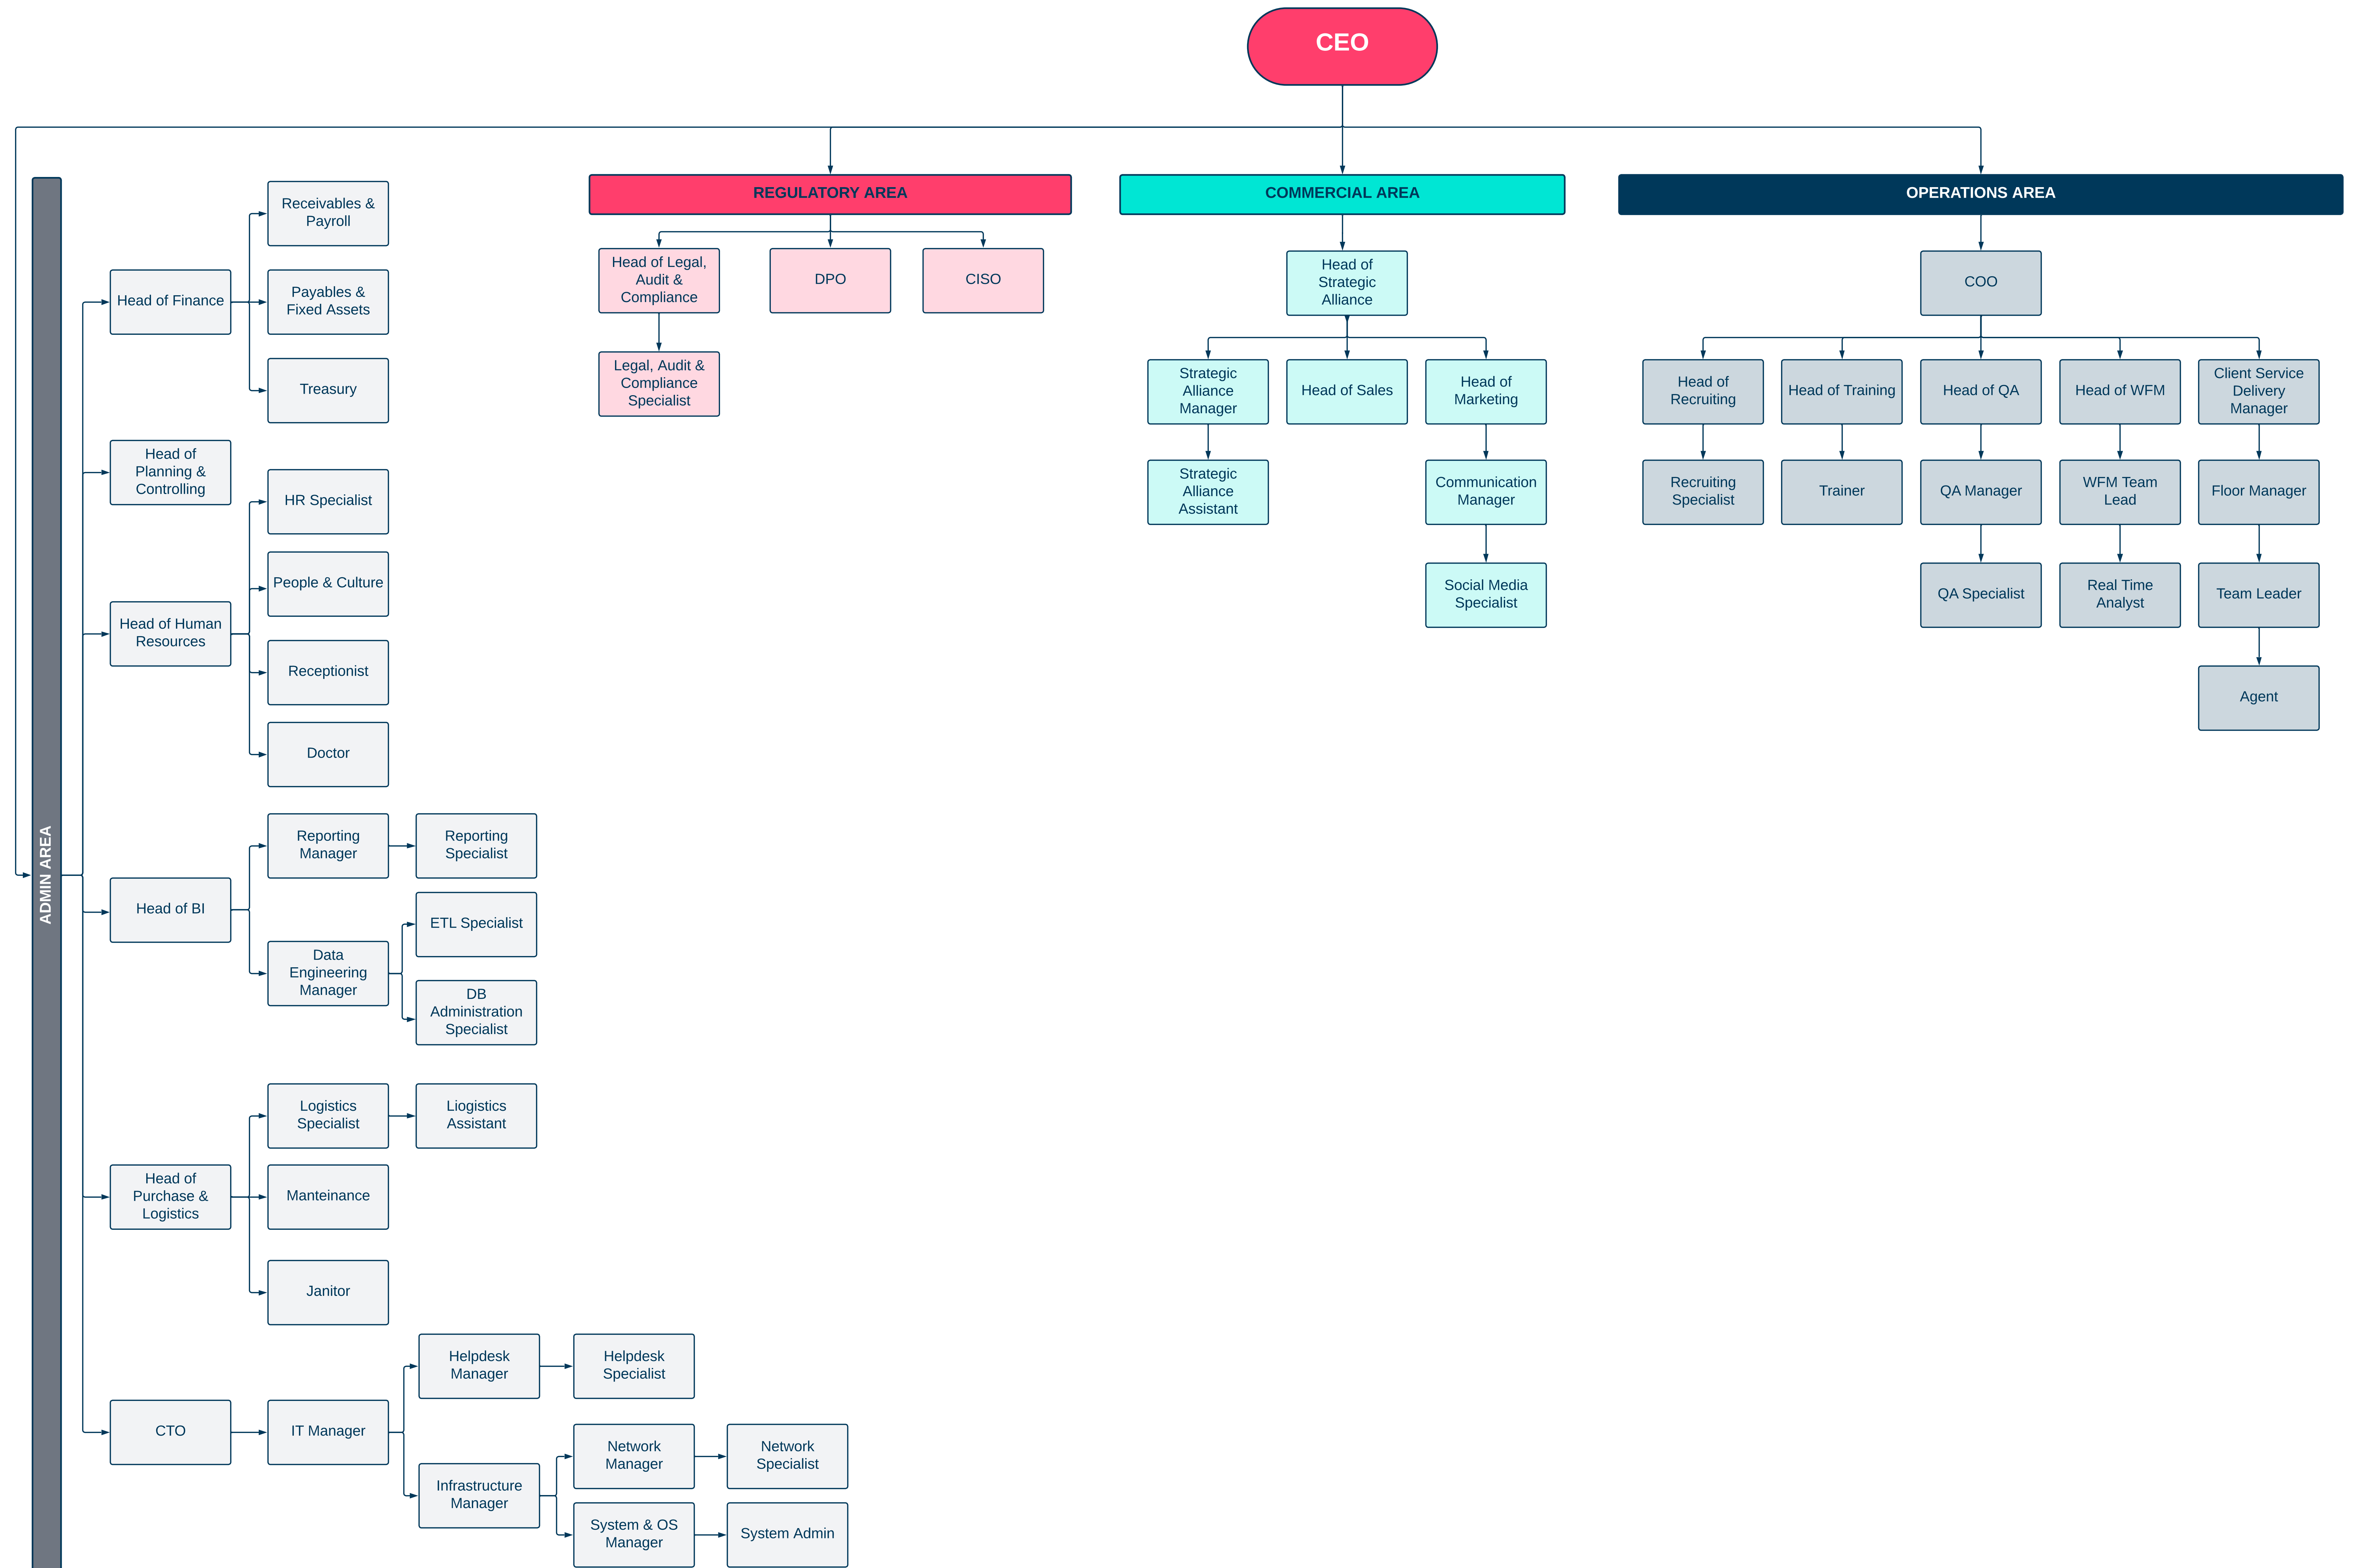 CEO
REGULATORY AREA
COMMERCIAL AREA
OPERATIONS AREA
ADMIN AREA
Head of Finance
Receivables &
Payroll
Payables &
Fixed Assets
Treasury
Head of
Planning &
Controlling
Head of Human
Resources
HR Specialist
People & Culture
Receptionist
Doctor
Head of BI
Reporting
Manager
Reporting
Specialist
Data
Engineering
Manager
ETL Specialist
DB
Administration
Specialist
Head of
Purchase &
Logistics
Logistics
Specialist
Liogistics
Assistant
Manteinance
Janitor
CTO
IT Manager
Helpdesk
Manager
Helpdesk
Specialist
Infrastructure
Manager
Network
Manager
Network
Specialist
System & OS
Manager
System Admin
Head of Legal,
Audit &
Compliance
DPO
CISO
Legal, Audit &
Compliance
Specialist
Head of
Strategic
Alliance
Strategic
Alliance
Manager
Head of Sales
Head of
Marketing
Strategic
Alliance
Assistant
Communication
Manager
Social Media
Specialist
COO
Head of
Recruiting
Head of Training
Head of QA
Head of WFM
Client Service
Delivery
Manager
Recruiting
Specialist
Trainer
QA Manager
WFM Team
Lead
Floor Manager
QA Specialist
Real Time
Analyst
Team Leader
Agent